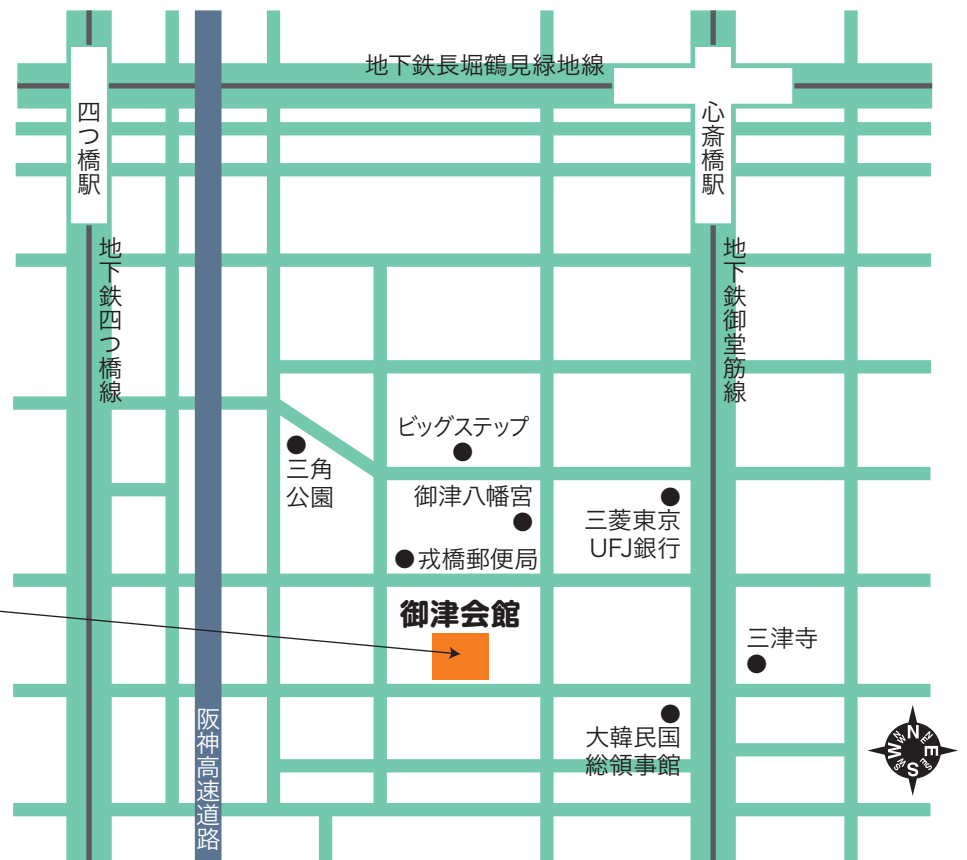 地下鉄長堀鶴見緑地線
四つ橋駅
心斎橋駅
地下鉄四つ橋線
地下鉄御堂筋線
ビッグステップ
三角
公園
御津八幡宮
三菱東京
UFJ銀行
戎橋郵便局
御津会館
三津寺
阪神高速道路
大韓民国
総領事館
N
NE
E
SE
S
SW
W
NW